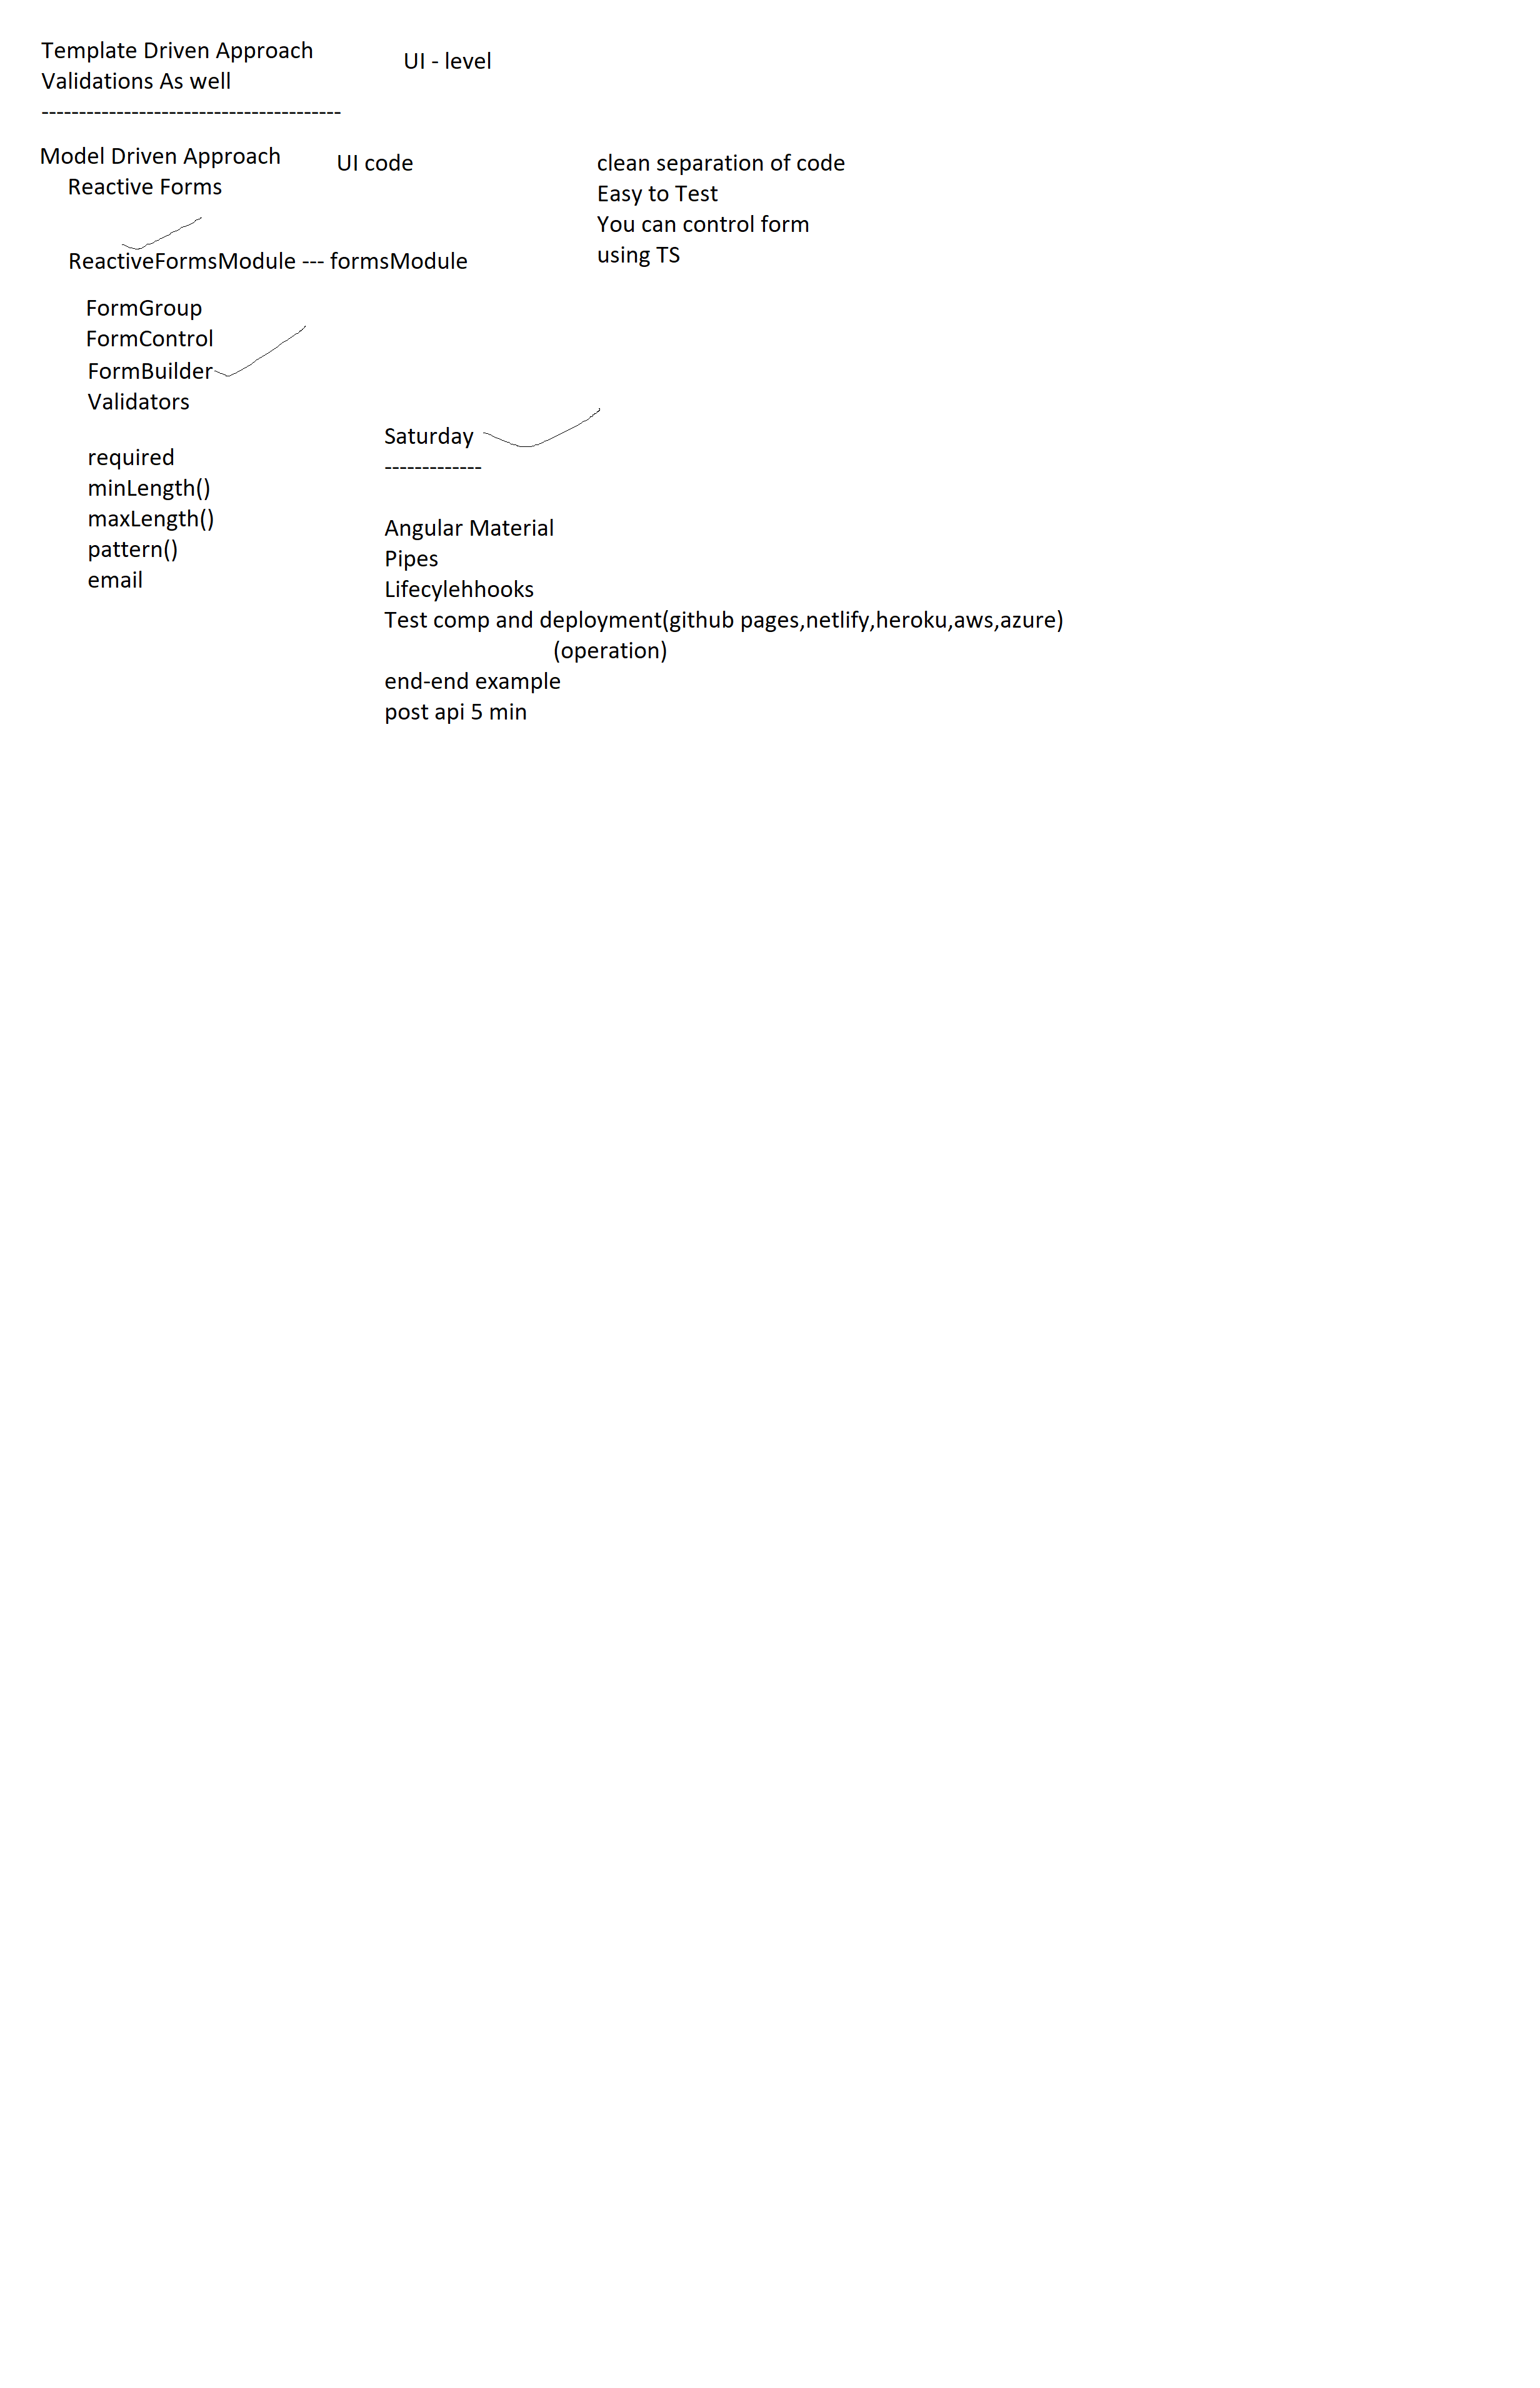 Template Driven Approach
Validations As well
UI - level
----------------------------------------
Model Driven Approach
Reactive Forms
UI code
clean separation of code
Easy to Test
You can control form
using TS
ReactiveFormsModule --- formsModule
FormGroup
FormControl
FormBuilder
Validators
required
minLength()
maxLength()
pattern()
email
Saturday
-------------
Angular Material
Pipes
Lifecylehhooks
Test comp and deployment(github pages,netlify,heroku,aws,azure)
(operation)
end-end example
post api 5 min